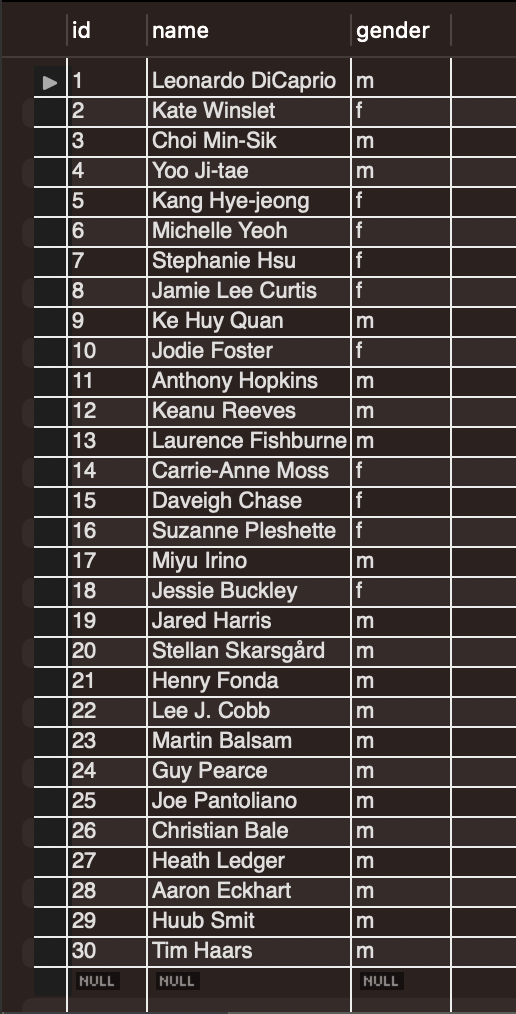 id name gender
1 Leonardo DiCaprio m
2 Kate Winslet f
3 Choi Min-Sik m
4 Yoo Ji-tae m
5 Kang Hye-jeong f
6 Michelle Yeoh f
7 Stephanie Hsu f
8 Jamie Lee Curtis f
9 Ke Huy Quan m
10 Jodie Foster f
11 Anthony Hopkins m
12 Keanu Reeves m
13 Laurence Fishburne m
14 Carrie-Anne Moss f
15 Daveigh Chase f
16 Suzanne Pleshette f
17 Miyu Irino m
18 Jessie Buckley f
19 Jared Harris m
20 Stellan Skarsgård m
21 Henry Fonda m
22 Lee J. Cobb m
23 Martin Balsam m
24 Guy Pearce m
25 Joe Pantoliano m
26 Christian Bale m
27 Heath Ledger m
28 Aaron Eckhart m
29 Huub Smit m
30 Tim Haars m
NULL NULL NULL